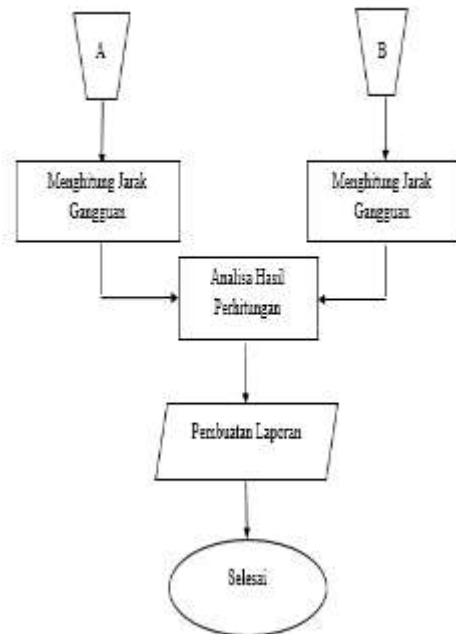 A
B
Menghitung Jarak
Gangguan
Menghitung Jarak
Gangguan
Analisa Hasil
Perhitungan
Pembuatan Laporan
Selesai